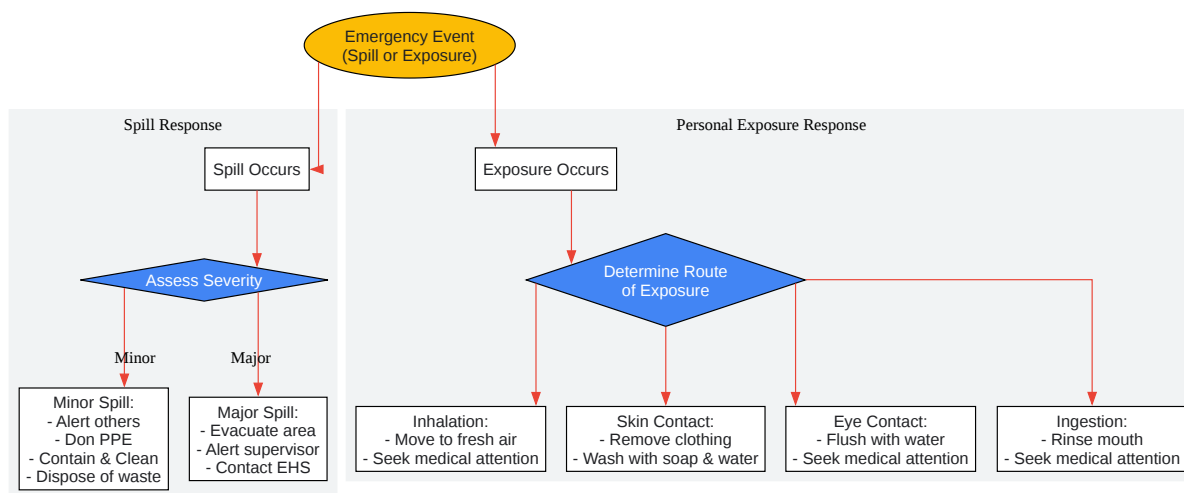 Emergency Event
(Spill or Exposure)
Spill Response
Personal Exposure Response
Spill Occurs
Exposure Occurs
Assess Severity
Determine Route
of Exposure
Minor
Major
Minor Spill:
- Alert others
- Don PPE
- Contain & Clean
- Dispose of waste
Major Spill:
- Evacuate area
- Alert supervisor
- Contact EHS
Inhalation:
- Move to fresh air
- Seek medical attention
Skin Contact:
- Remove clothing
- Wash with soap & water
Eye Contact:
- Flush with water
- Seek medical attention
Ingestion:
- Rinse mouth
- Seek medical attention